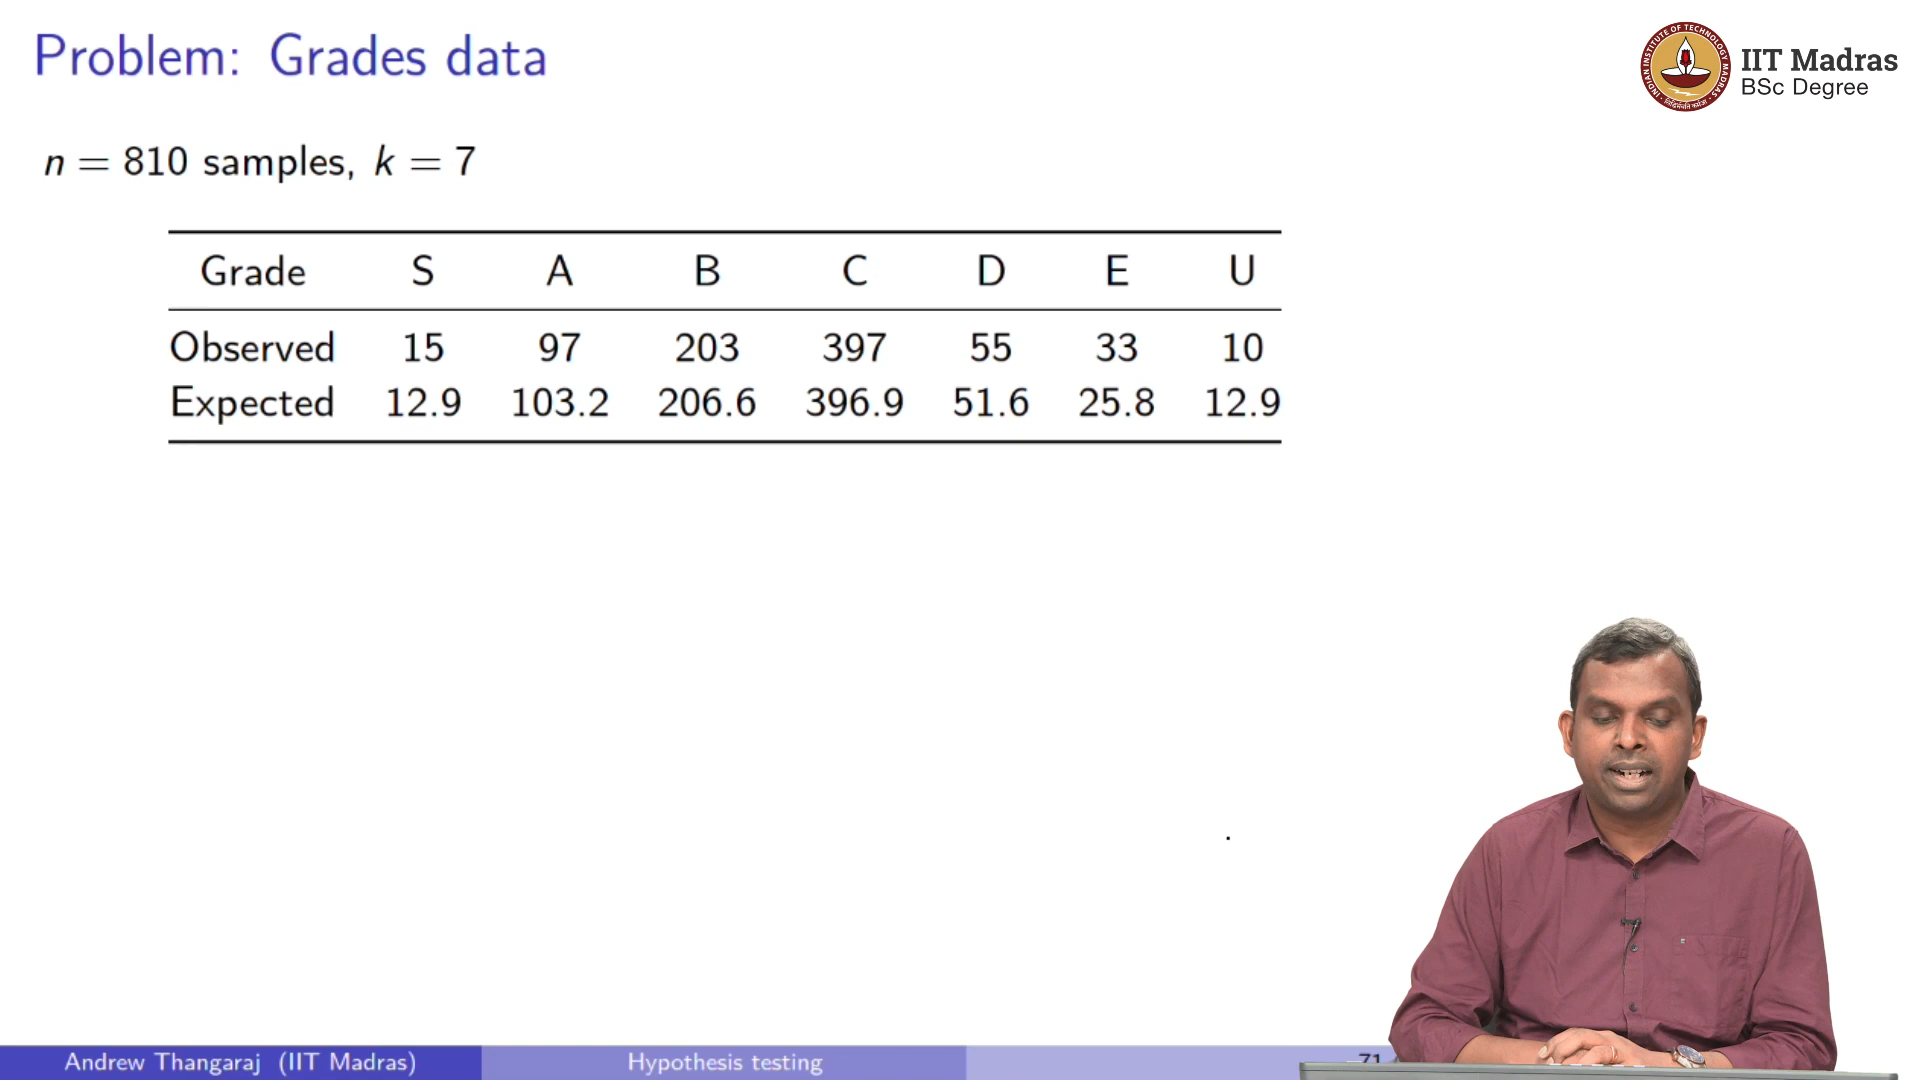 Problem: Grades data
IIT Madras
BSc Degree
n = 810 samples, k = 7
Grade S A B C D E U
Observed 15 97 203 397 55 33 10
Expected 12.9 103.2 206.6 396.9 51.6 25.8 12.9
Andrew Thangaraj (IIT Madras) Hypothesis testing 71